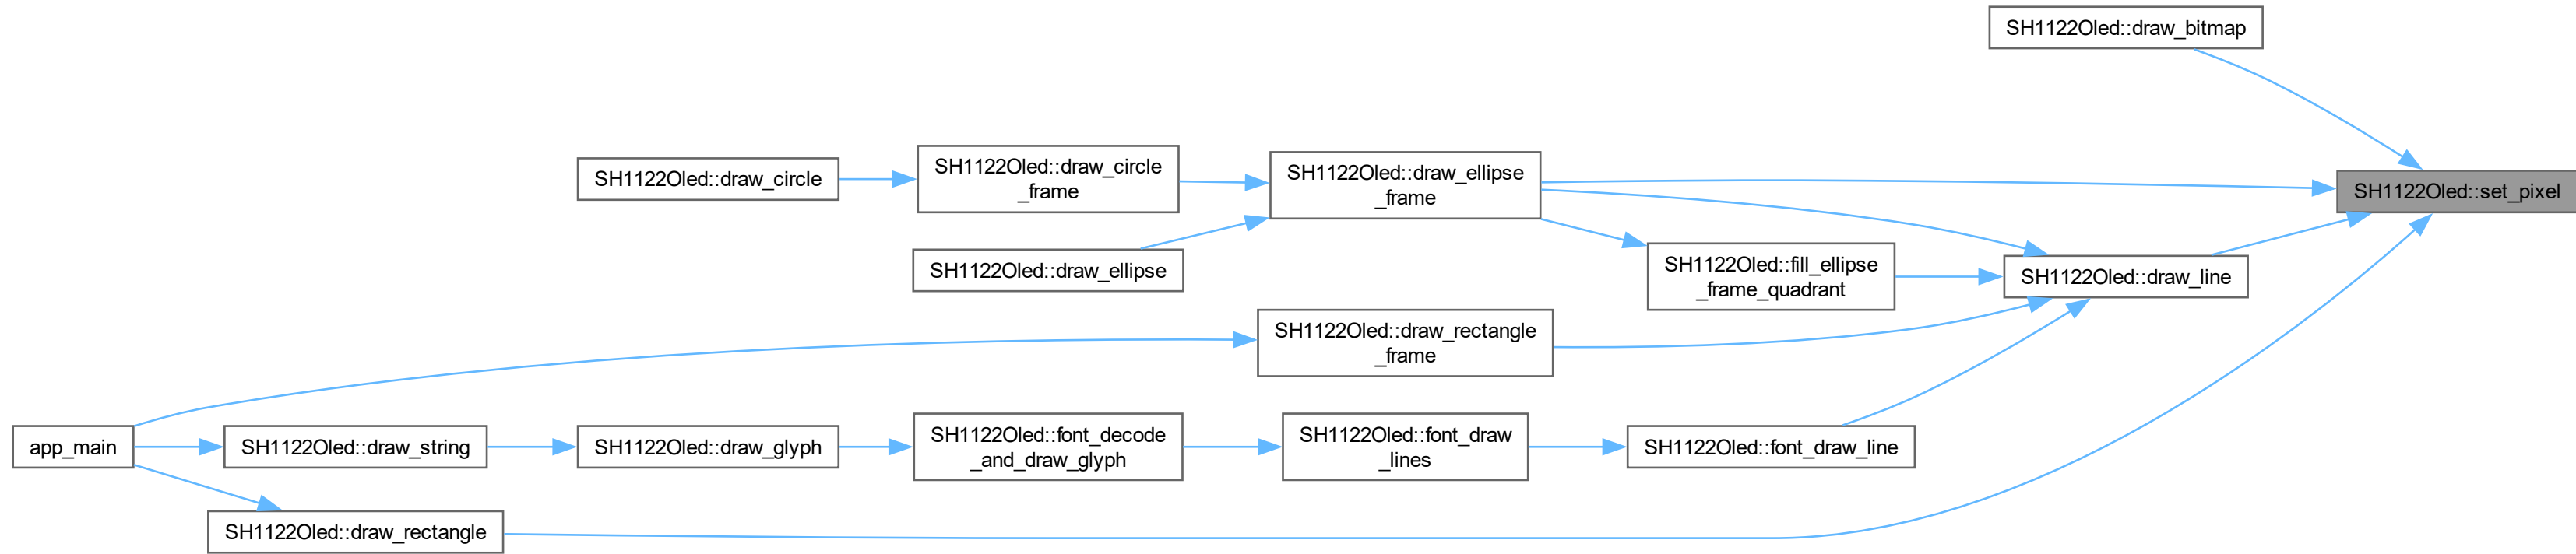 SH1122Oled::draw_bitmap
SH1122Oled::draw_circle
SH1122Oled::draw_circle
_frame
SH1122Oled::draw_ellipse
_frame
SH1122Oled::set_pixel
SH1122Oled::draw_ellipse
SH1122Oled::fill_ellipse
_frame_quadrant
SH1122Oled::draw_line
SH1122Oled::draw_rectangle
_frame
app_main
SH1122Oled::draw_string
SH1122Oled::draw_glyph
SH1122Oled::font_decode
_and_draw_glyph
SH1122Oled::font_draw
_lines
SH1122Oled::font_draw_line
SH1122Oled::draw_rectangle